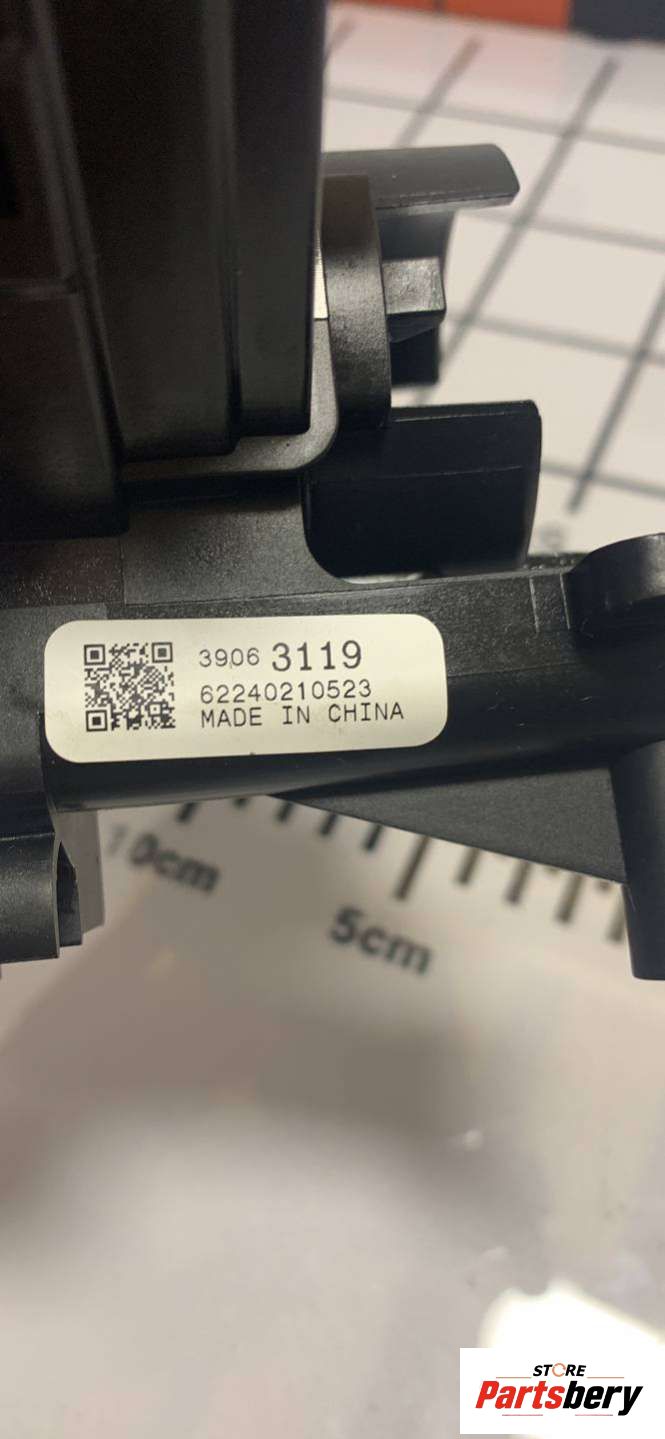 3906 3119
62240210523
MADE IN CHINA
10cm
5cm
STORE
Partsbery